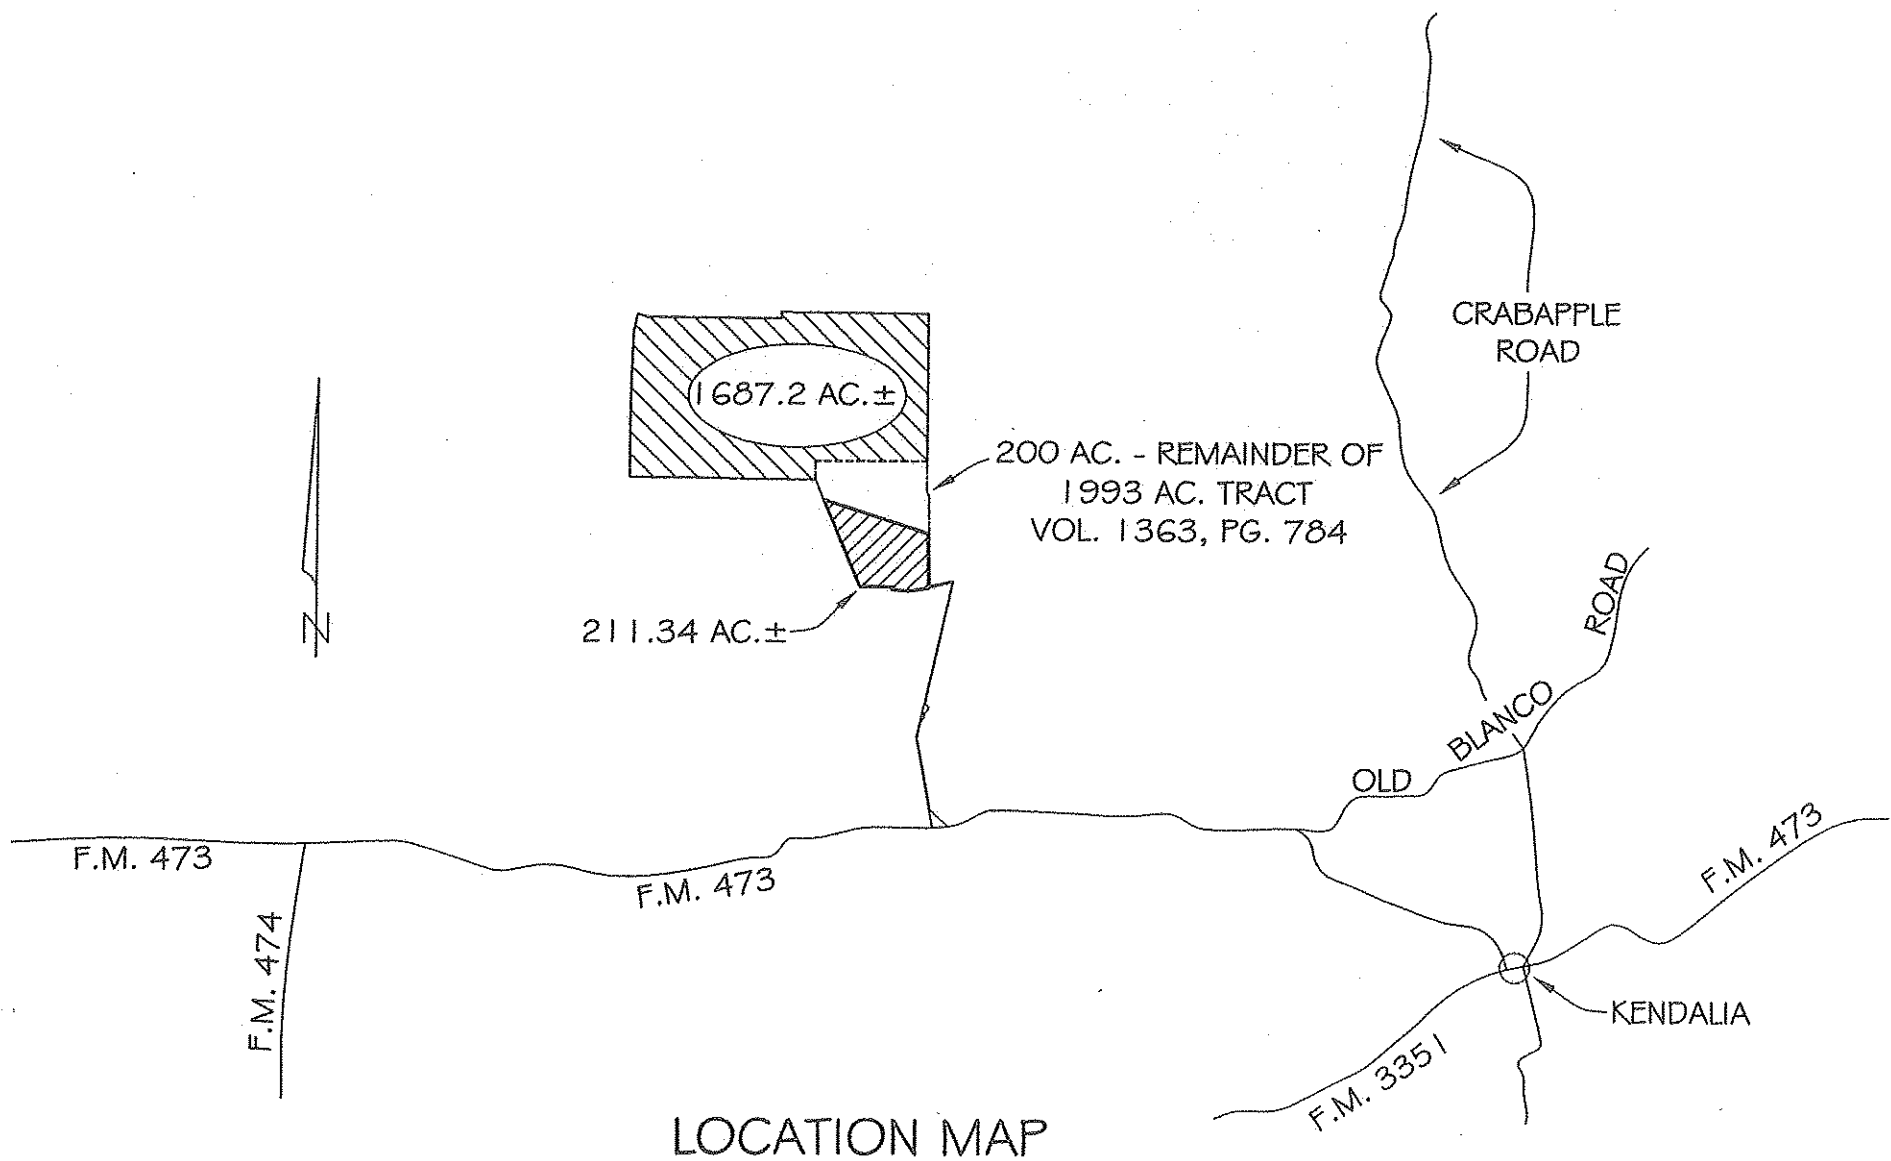 CRABAPPLE
ROAD
1687.2 AC.±
200 AC. - REMAINDER OF
1993 AC. TRACT
VOL. 1363, PG. 784
N
211.34 AC.±
OLD BLANCO ROAD
F.M. 473
F.M. 473
F.M. 473
F.M. 474
KENDALIA
F.M. 3351
LOCATION MAP